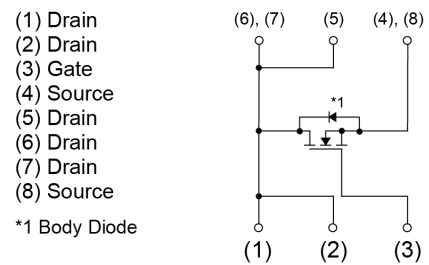 (1) Drain
(2) Drain
(3) Gate
(4) Source
(5) Drain
(6) Drain
(7) Drain
(8) Source
*1 Body Diode
(6), (7) (5) (4), (8)
*1
(1) (2) (3)